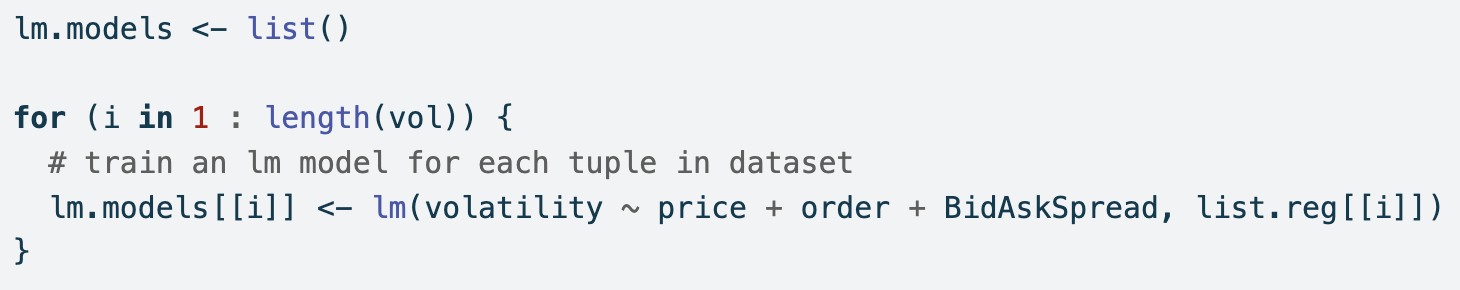 lm.models <- list()
for (i in 1 : length(vol)) {
# train an lm model for each tuple in dataset
lm.models[[i]] <- lm(volatility ~ price + order + BidAskSpread, list.reg[[i]])
}